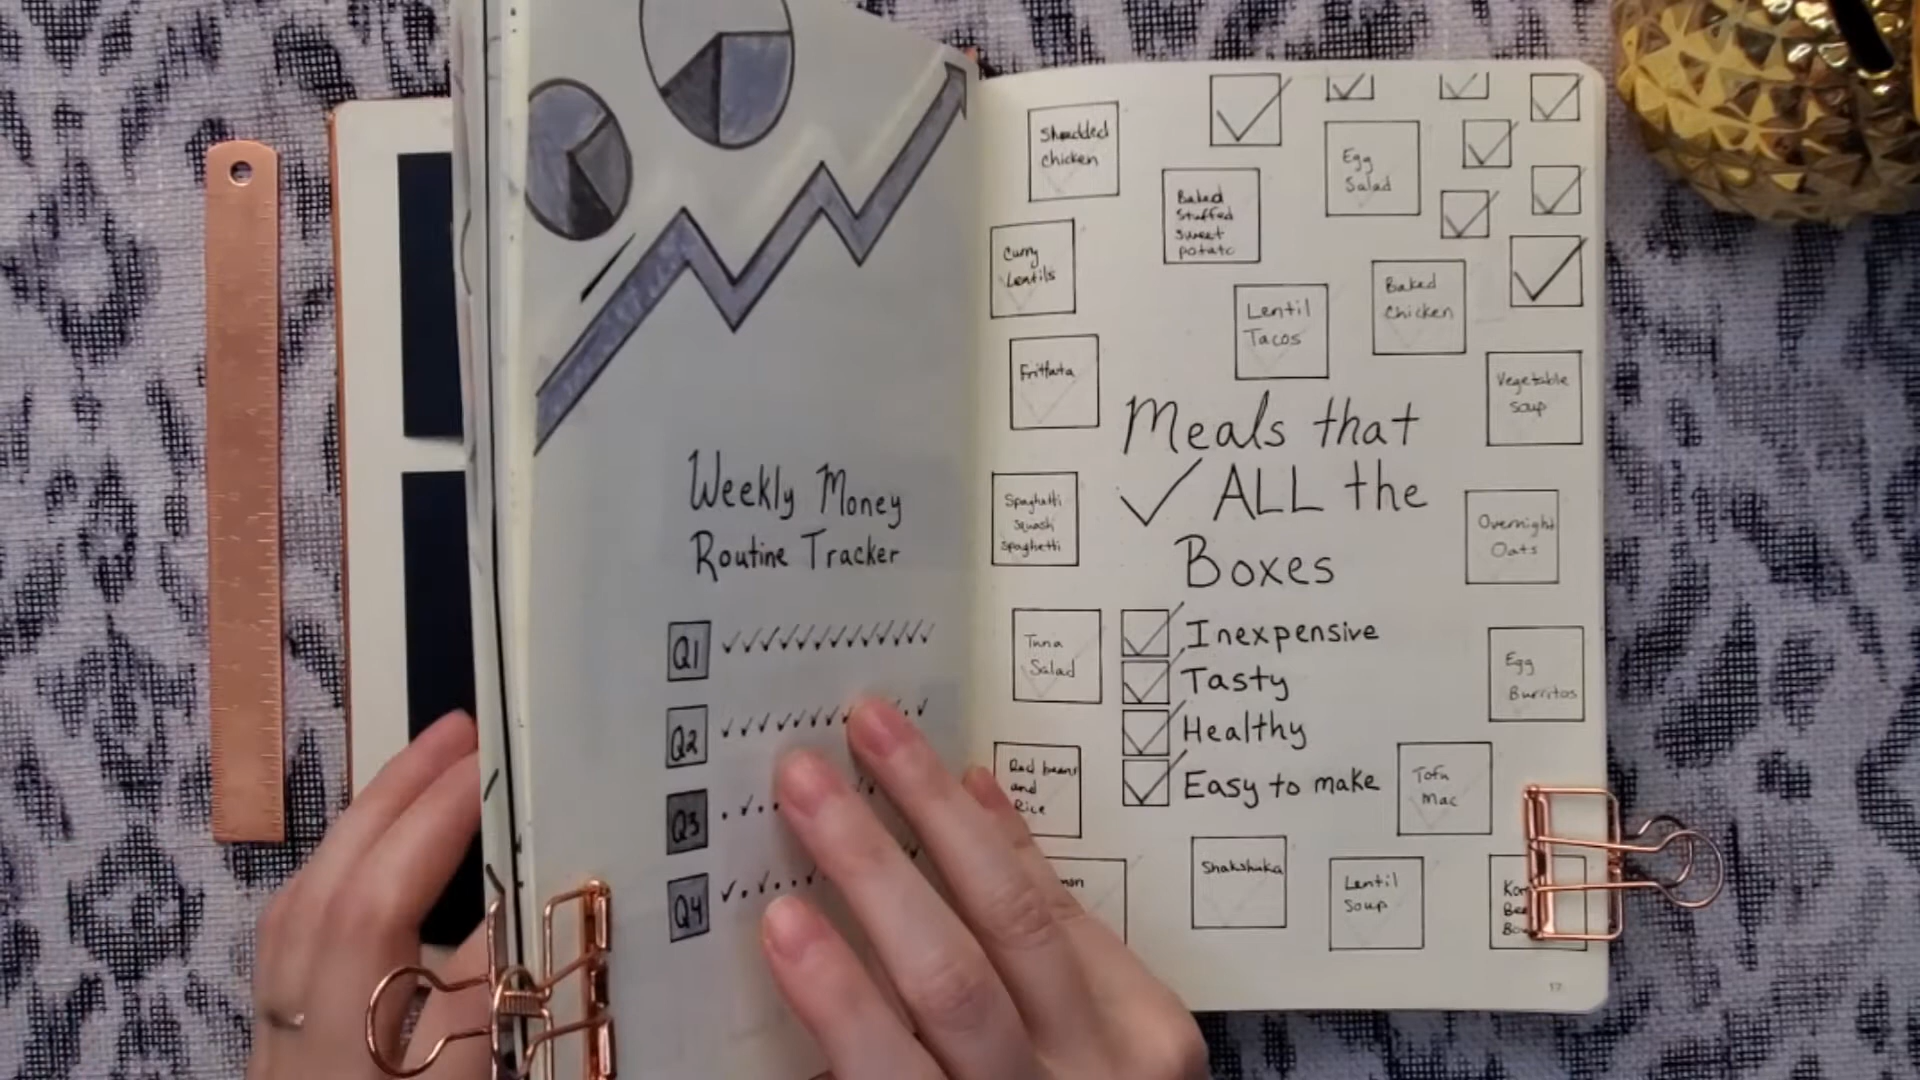 Weekly Money
Routine Tracker
Q1
Q2
Q3
Q4
Shredded
Chicken
Egg
Salad
Baked
Stuffed
Sweet
potato
Curry
Lentils
Lentil
Tacos
Baked
Chicken
Frittata
Vegetable
Soup
Meals that
✓ ALL the
Boxes
Spaghetti
Squash
Spaghetti
Overnight
Oats
Inexpensive
Tasty
Healthy
Easy to make
Tuna
Salad
Egg
Burritos
Red beans
and
Rice
Tofu
Mac
Shakshuka
Lentil
Soup
17